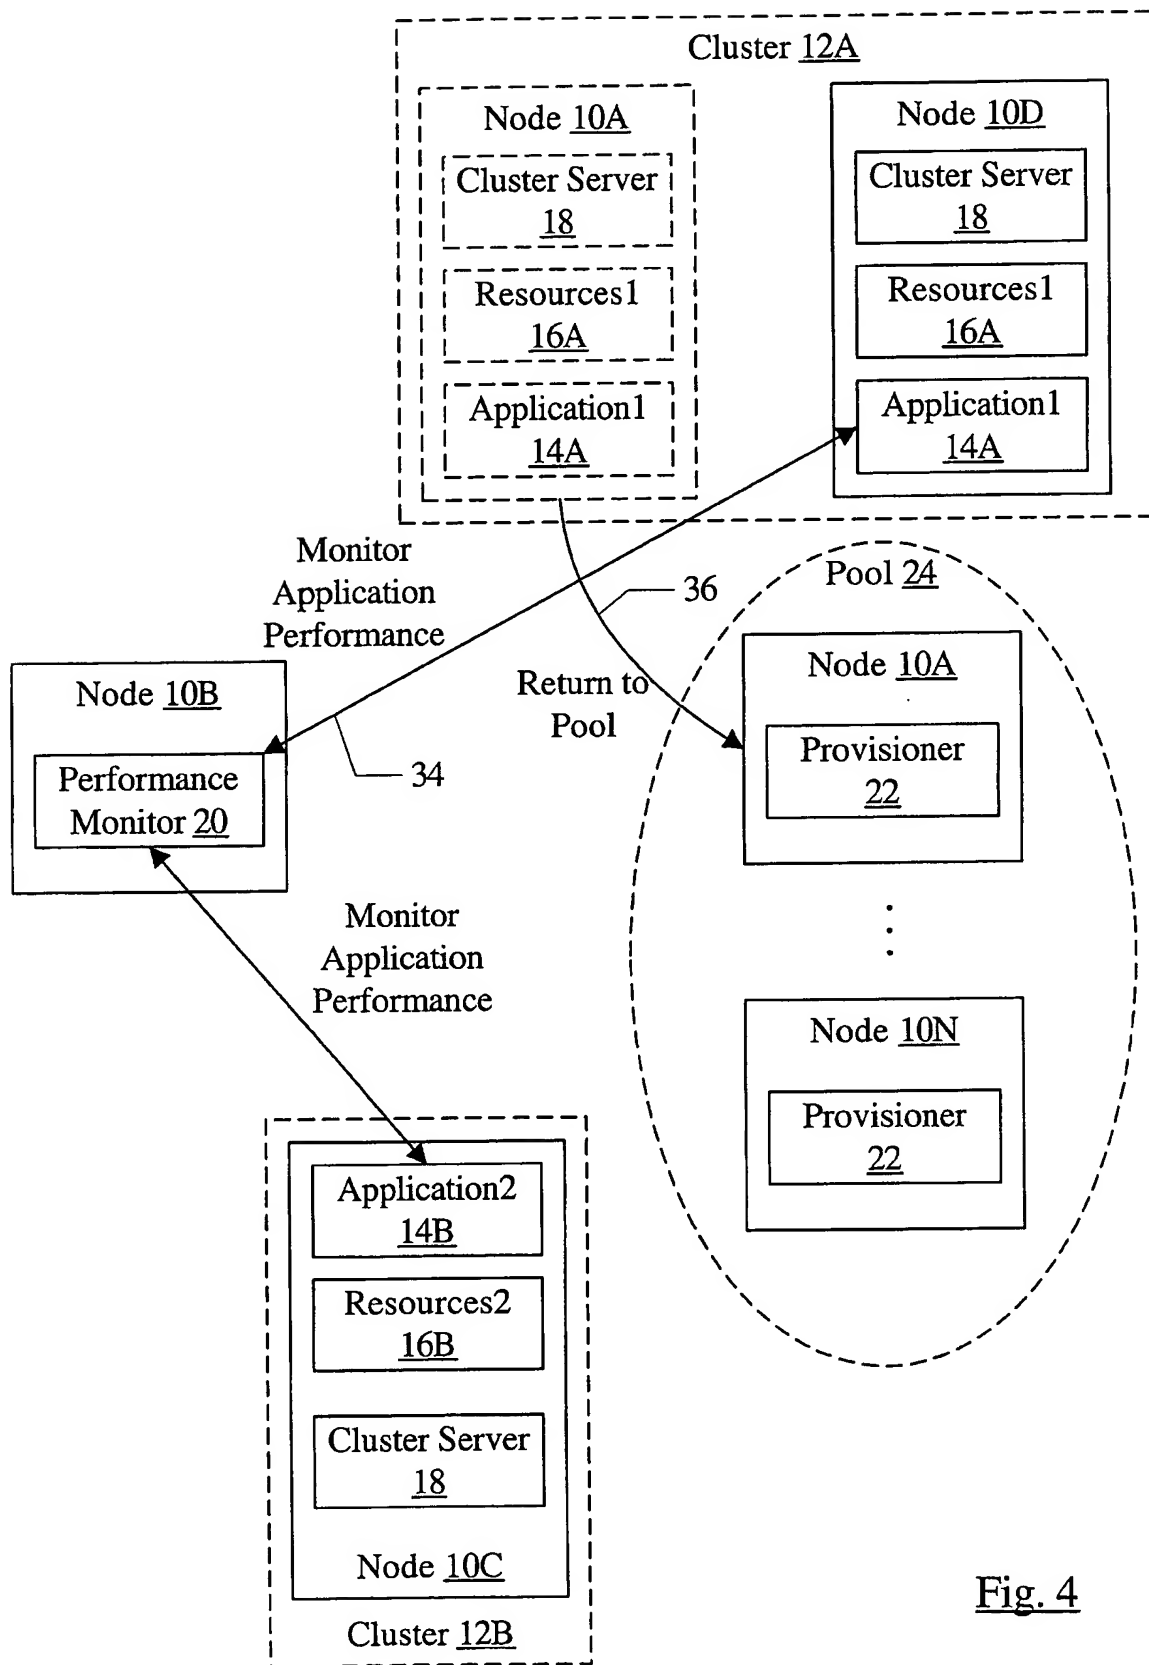 Cluster 12A
Node 10A
Cluster Server
18
Resources1
16A
Application1
14A
Node 10D
Cluster Server
18
Resources1
16A
Application1
14A
Monitor
Application
Performance
34
36
Return to
Pool
Node 10B
Performance
Monitor 20
Pool 24
Node 10A
Provisioner
22
Node 10N
Provisioner
22
Monitor
Application
Performance
Application2
14B
Resources2
16B
Cluster Server
18
Node 10C
Cluster 12B
Fig. 4